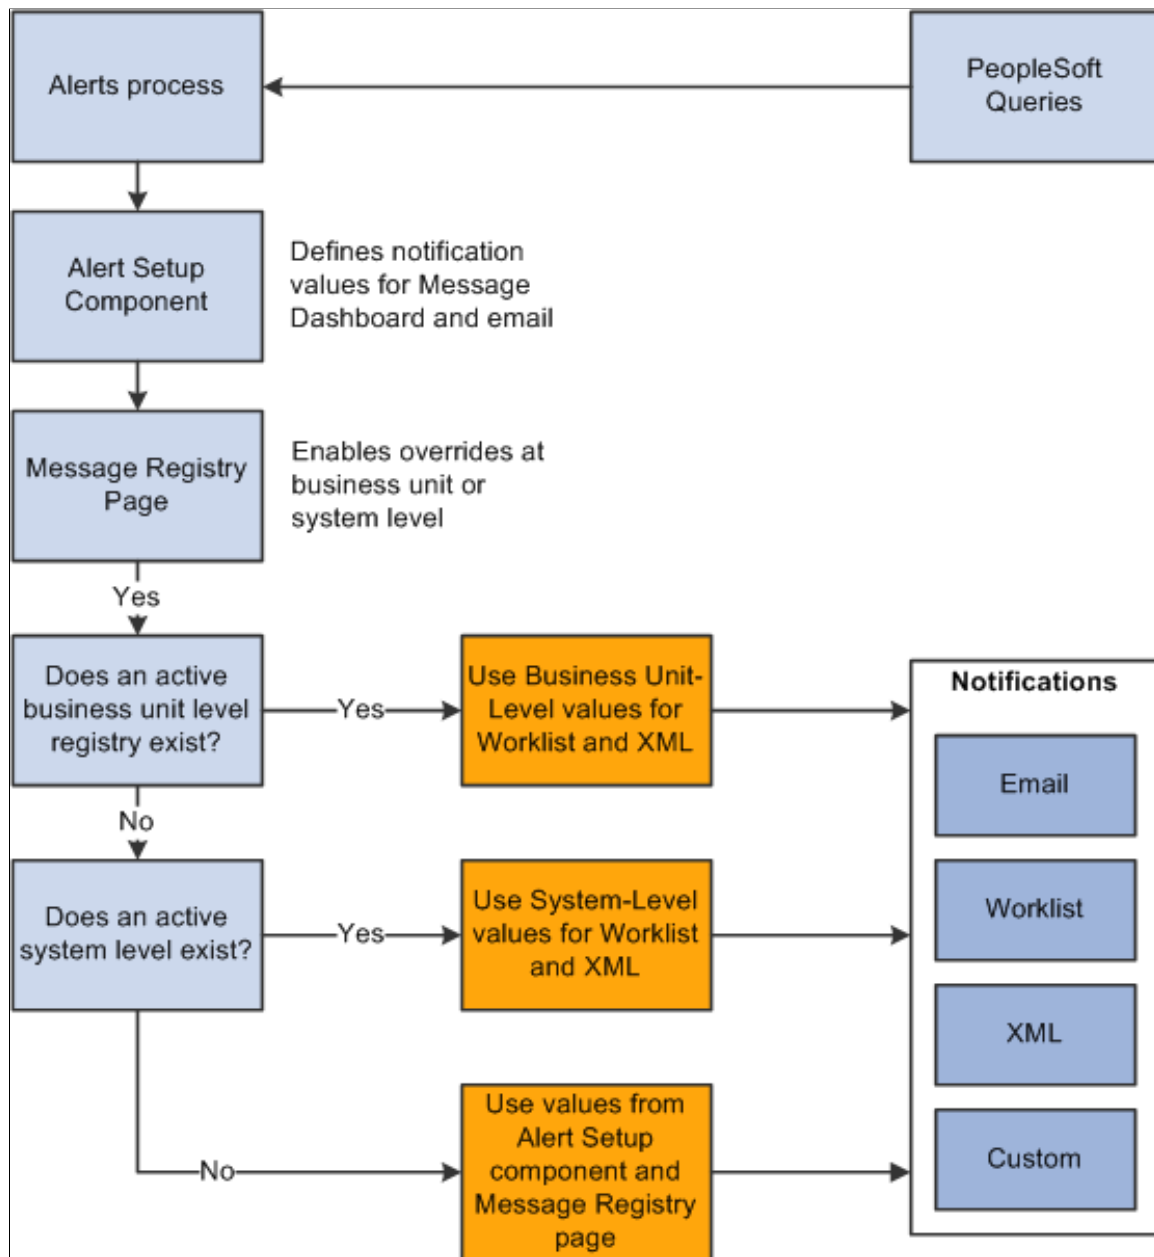 Alerts process
PeopleSoft
Queries
Alert Setup
Component
Defines notification
values for Message
Dashboard and email
Message Registry
Page
Enables overrides at
business unit or
system level
Yes
Does an active
business unit level
registry exist?
Yes
Use Business Unit-
Level values for
Worklist and XML
Notifications
Email
No
Does an active
system level exist?
Yes
Use System-Level
values for Worklist
and XML
Worklist
XML
No
Use values from
Alert Setup
component and
Message Registry
page
Custom